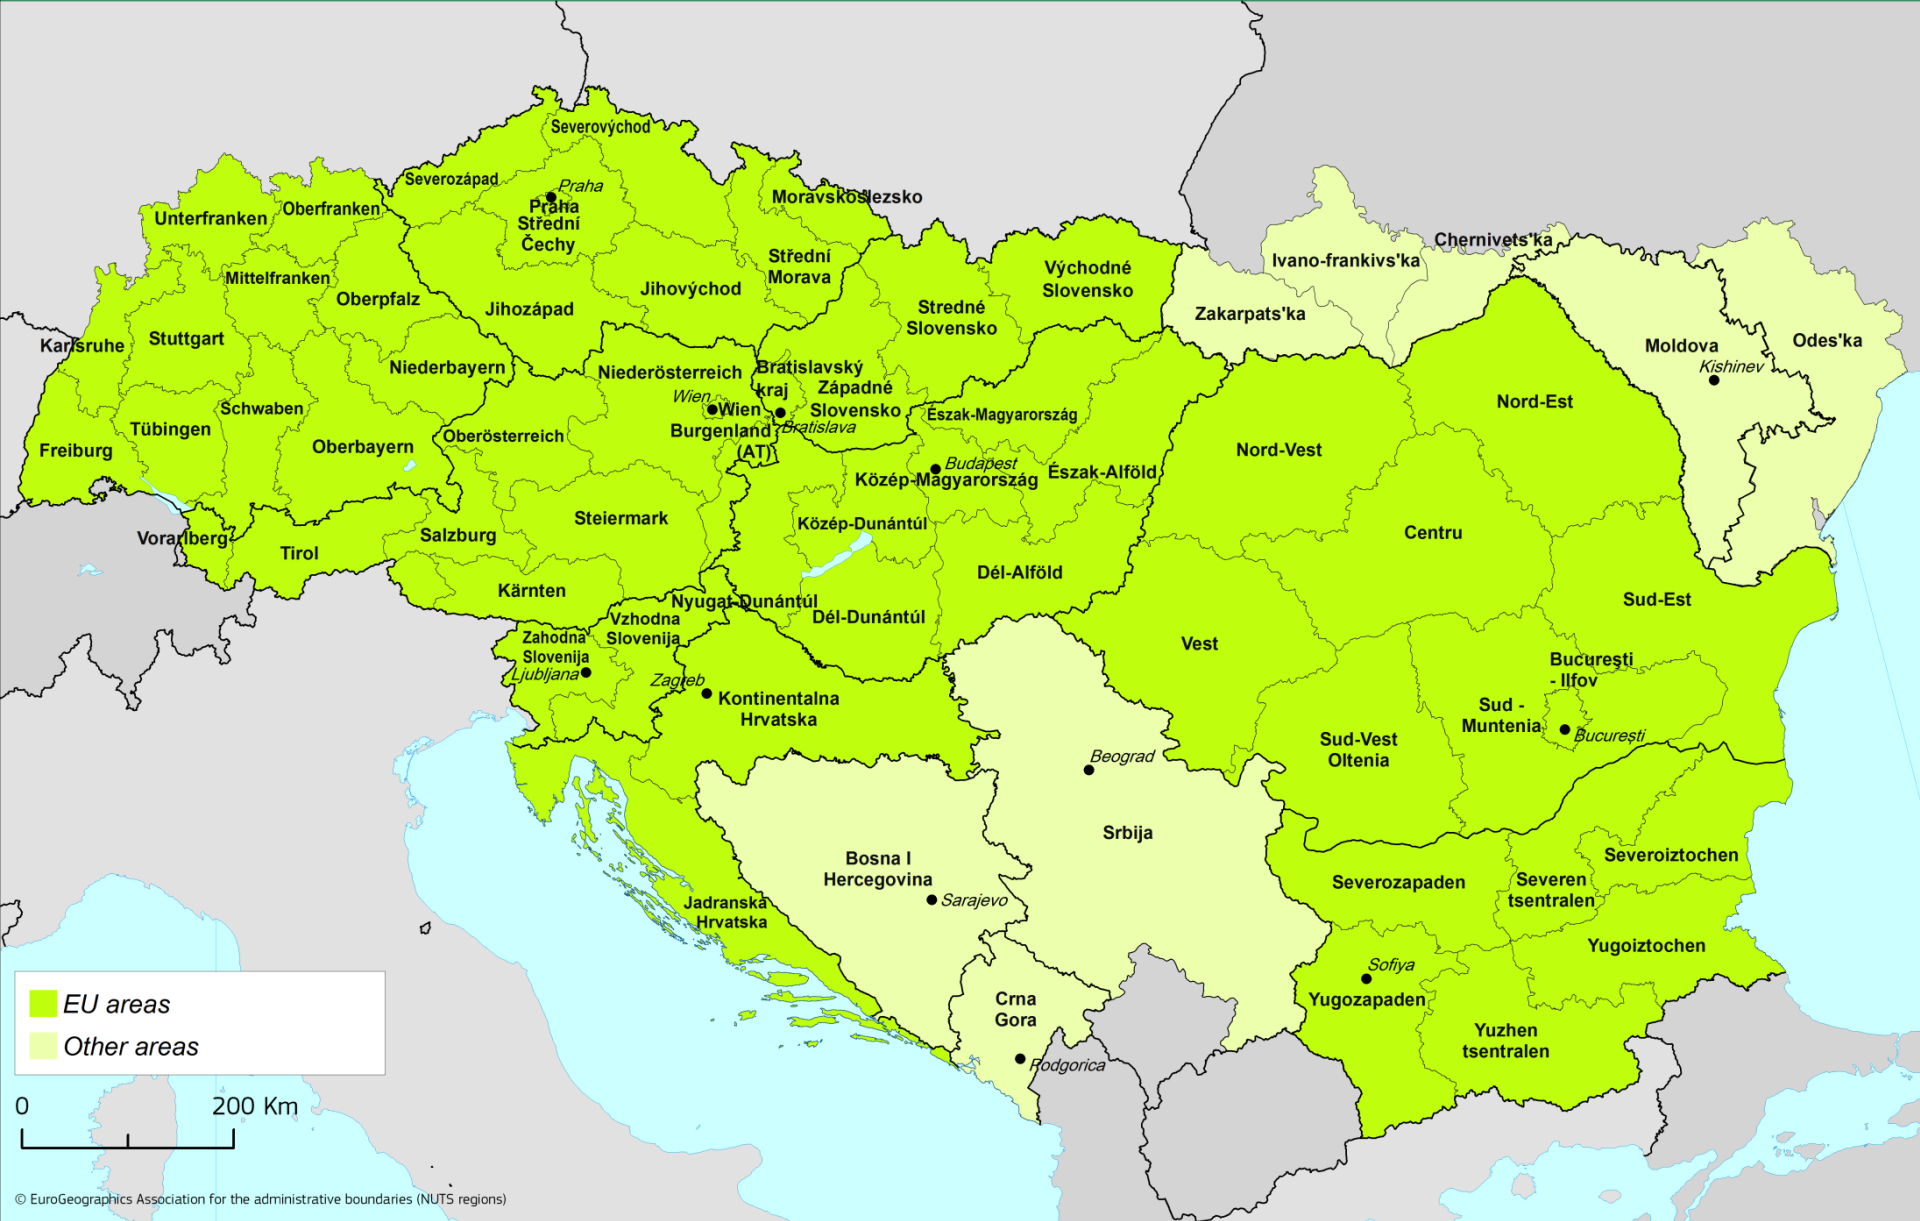 Severovýchod
Severozápad
Praha
Praha
Střední
Čechy
Moravskoslezsko
Unterfranken
Oberfranken
Mittelfranken
Oberpfalz
Jihozápad
Jihovýchod
Střední
Morava
Východné
Slovensko
Stredné
Slovensko
Ivano-frankivs'ka
Chernivets'ka
Zakarpats'ka
Moldova
Kishinev
Odes'ka
Karlsruhe
Stuttgart
Niederbayern
Niederösterreich
Bratislavský
kraj
Západné
Slovensko
Bratislava
Wien
Wien
Burgenland
(AT)
Schwaben
Tübingen
Freiburg
Oberbayern
Oberösterreich
Észak-Magyarország
Budapest
Közép-Magyarország
Észak-Alföld
Nord-Vest
Nord-Est
Centru
Vorarlberg
Tirol
Salzburg
Steiermark
Kärnten
Közép-Dunántúl
Dél-Alföld
Nyugat-Dunántúl
Dél-Dunántúl
Vzhodna
Slovenija
Zahodna
Slovenija
Ljubljana
Zagreb
Kontinentalna
Hrvatska
Vest
Sud-Est
Bucureşti
- Ilfov
Sud -
Muntenia
Bucureşti
Sud-Vest
Oltenia
Beograd
Srbija
Bosna I
Hercegovina
Sarajevo
Jadranska
Hrvatska
Severozapaden
Severen
tsentralen
Severoiztochen
Yugoiztochen
Sofiya
Yugozapaden
Yuzhen
tsentralen
Crna
Gora
Podgorica
EU areas
Other areas
0 200 Km
© EuroGeographics Association for the administrative boundaries (NUTS regions)